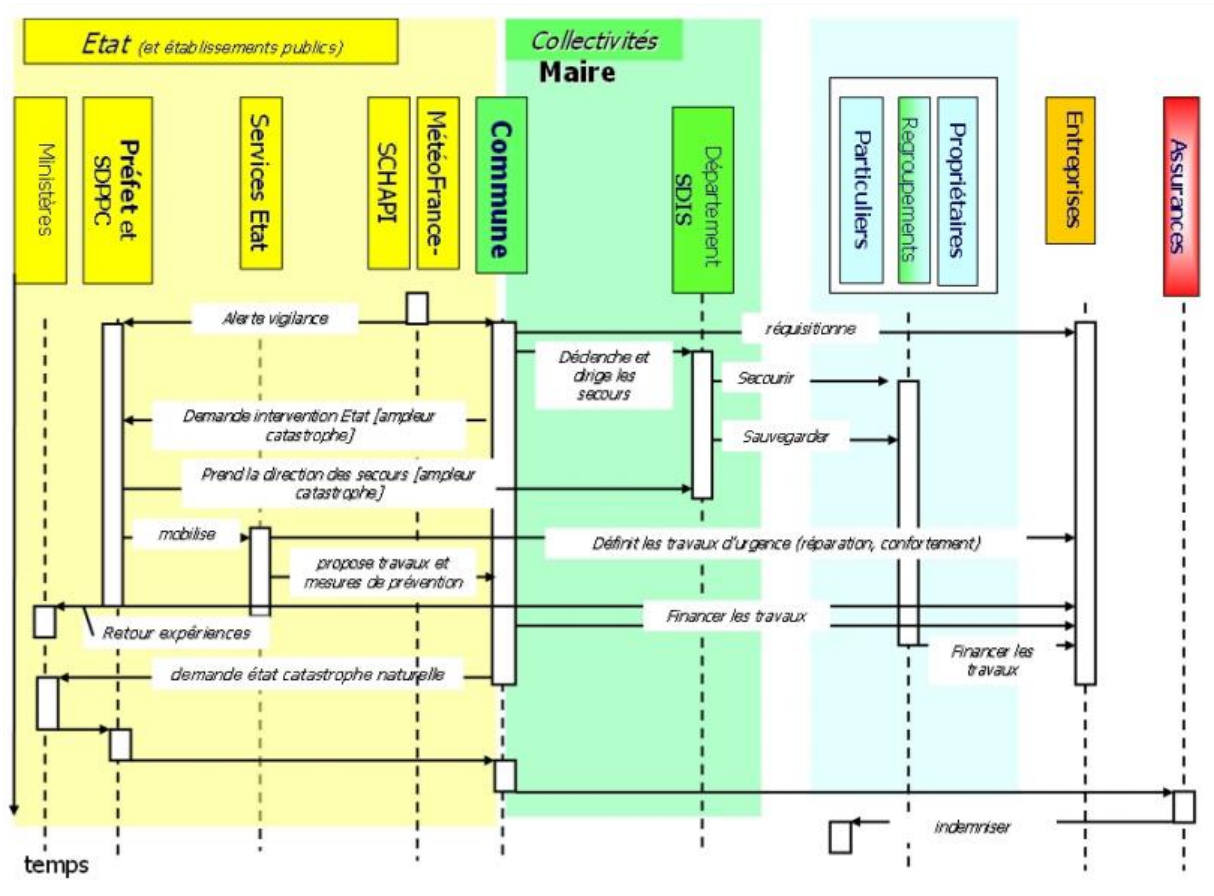 Etat (et établissements publics)
Collectivités
Maire
Ministères
Préfet et
SDPPC
Services Etat
SCHAPI
MétéoFrance-
Commune
Département
SDIS
Particuliers
Regroupements
Propriétaires
Entreprises
Assurances
Alerte vigilance
réquisitionne
Déclenche et
dirige les
secours
Secourir
Demande intervention Etat [ampleur
catastrophe]
Sauvegarder
Prend la direction des secours [ampleur
catastrophe]
mobilise
Définit les travaux d'urgence (réparation, confortement)
propose travaux et
mesures de prévention
Financer les travaux
Retour expériences
Financer les
travaux
demande état catastrophe naturelle
indemniser
temps